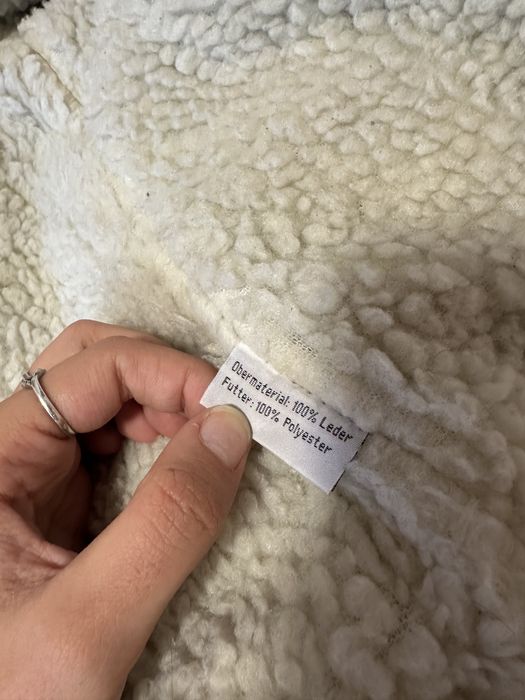 Obermaterial: 100% Leder
Futter: 100% Polyester